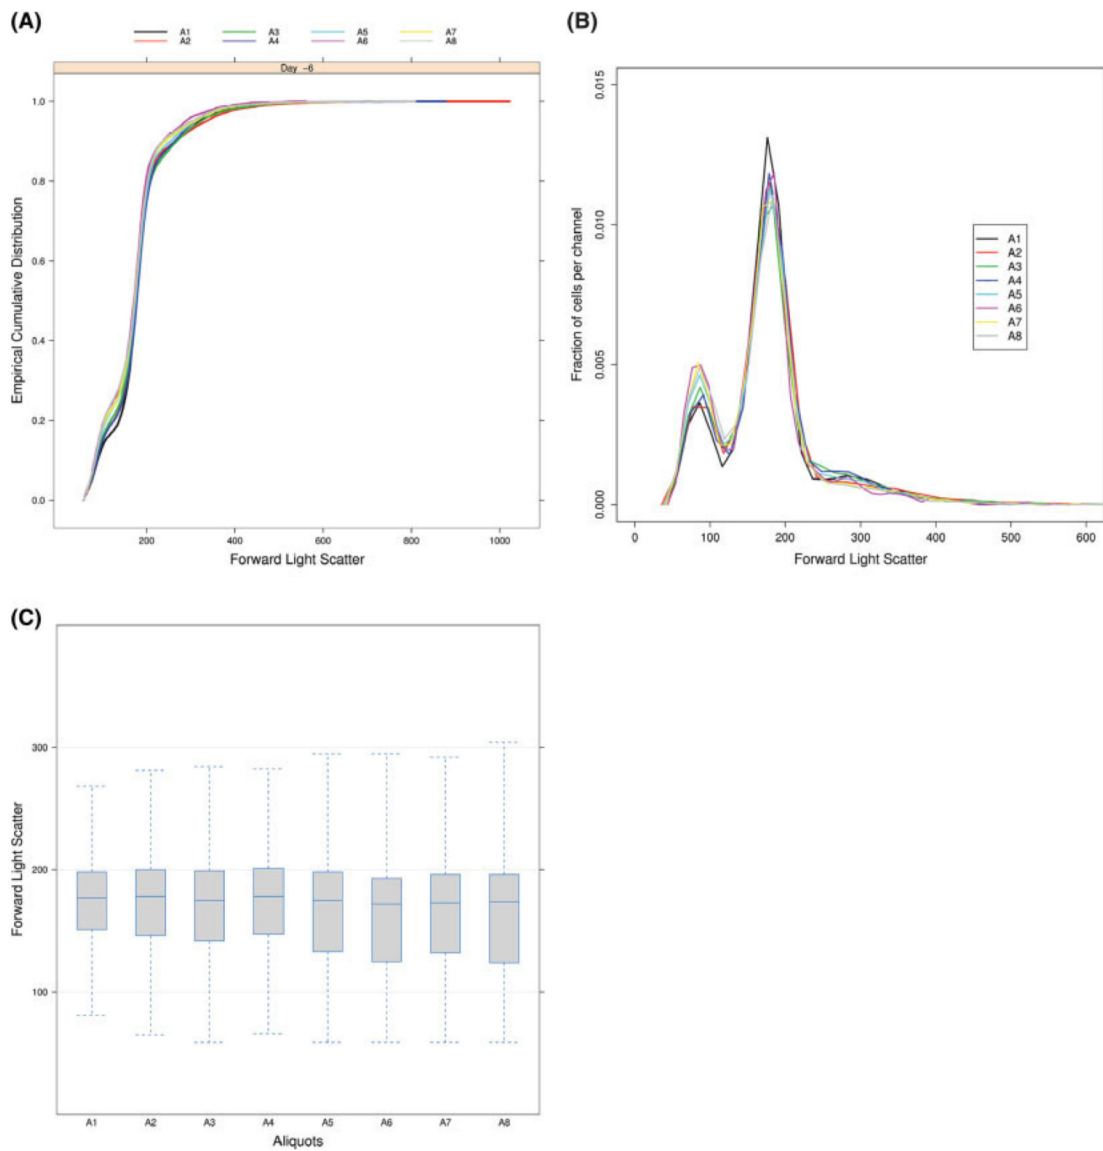 (A)
A1 A3 A5 A7
A2 A4 A6 A8
Day -6
Empirical Cumulative Distribution
1.0
0.8
0.6
0.4
0.2
0.0
200 400 600 800 1000
Forward Light Scatter
(B)
Fraction of cells per channel
0.015
0.010
0.005
0.000
A1
A2
A3
A4
A5
A6
A7
A8
0 100 200 300 400 500 600
Forward Light Scatter
(C)
Forward Light Scatter
300
200
100
A1 A2 A3 A4 A5 A6 A7 A8
Aliquots